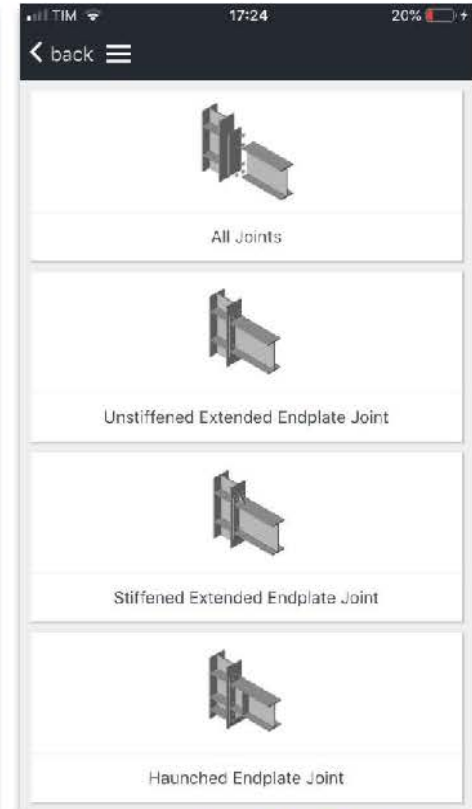 TIM 17:24 20%
back
All Joints
Unstiffened Extended Endplate Joint
Stiffened Extended Endplate Joint
Haunched Endplate Joint